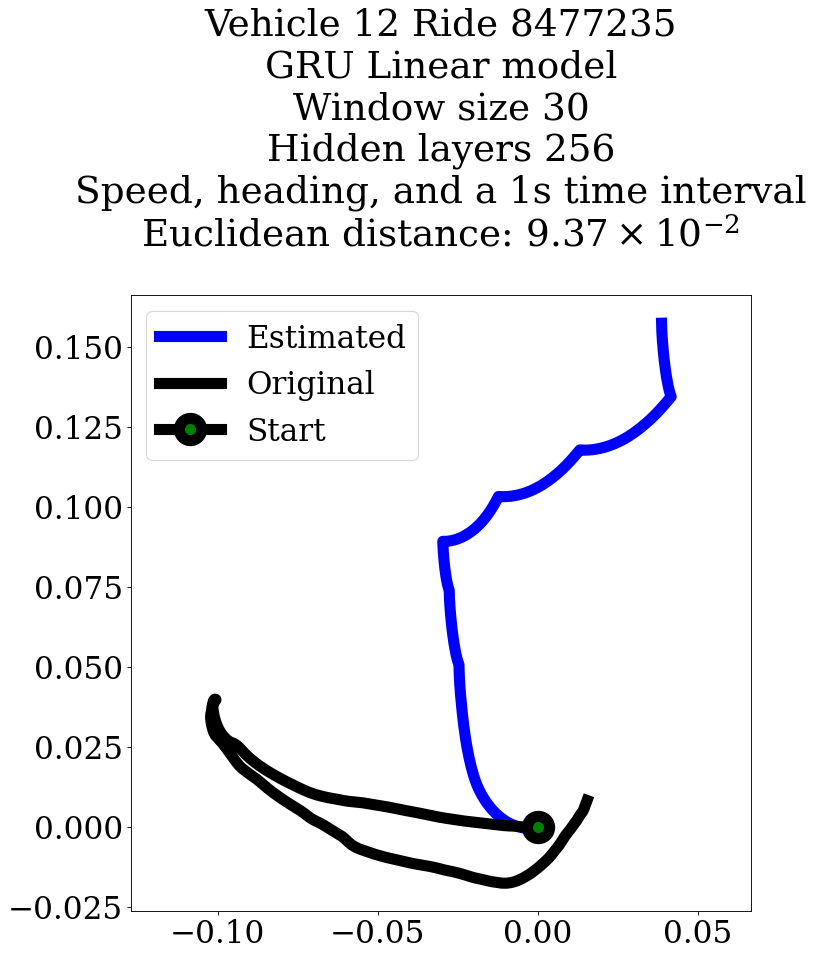 Vehicle 12 Ride 8477235
GRU Linear model
Window size 30
Hidden layers 256
Speed, heading, and a 1s time interval
Euclidean distance: 9.37 × 10⁻²
Estimated
Original
Start
0.150
0.125
0.100
0.075
0.050
0.025
0.000
−0.025
−0.10 −0.05 0.00 0.05